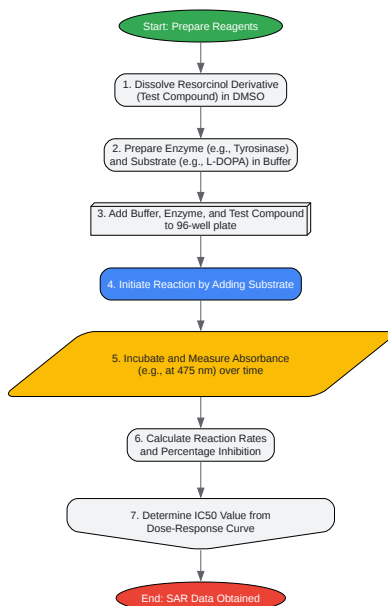 Start: Prepare Reagents
1. Dissolve Resorcinol Derivative
(Test Compound) in DMSO
2. Prepare Enzyme (e.g., Tyrosinase)
and Substrate (e.g., L-DOPA) in Buffer
3. Add Buffer, Enzyme, and Test Compound
to 96-well plate
4. Initiate Reaction by Adding Substrate
5. Incubate and Measure Absorbance
(e.g., at 475 nm) over time
6. Calculate Reaction Rates
and Percentage Inhibition
7. Determine IC50 Value from
Dose-Response Curve
End: SAR Data Obtained